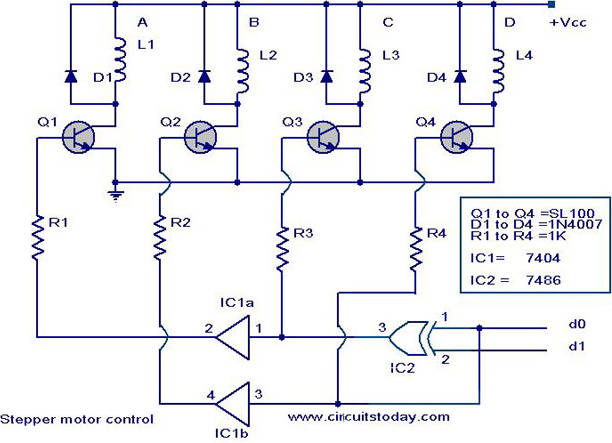 A B C D
+Vcc
L1 L2 L3 L4
D1 D2 D3 D4
Q1 Q2 Q3 Q4
R1 R2 R3 R4
Q1 to Q4 =SL100
D1 to D4 =1N4007
R1 to R4 =1K
IC1= 7404
IC2 = 7486
IC1a
2 1 3 1 d0
IC2 2 d1
4 3
IC1b
Stepper motor control
www.circuitstoday.com